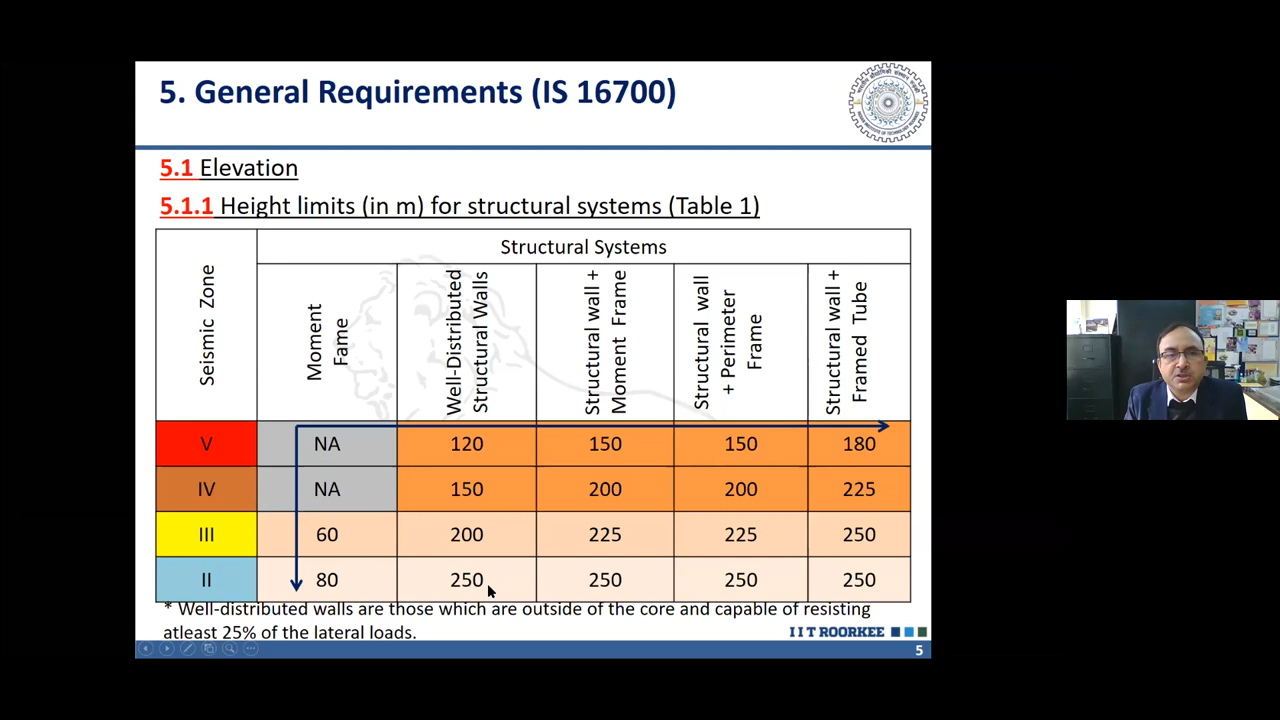 5. General Requirements (IS 16700)
5.1 Elevation
5.1.1 Height limits (in m) for structural systems (Table 1)
Structural Systems
Seismic Zone
Moment
Fame
Well-Distributed
Structural Walls
Structural wall +
Moment Frame
Structural wall
+ Perimeter
Frame
Structural wall +
Framed Tube
V NA 120 150 150 180
IV NA 150 200 200 225
III 60 200 225 225 250
II 80 250 250 250 250
* Well-distributed walls are those which are outside of the core and capable of resisting
atleast 25% of the lateral loads.
I I T ROORKEE
5